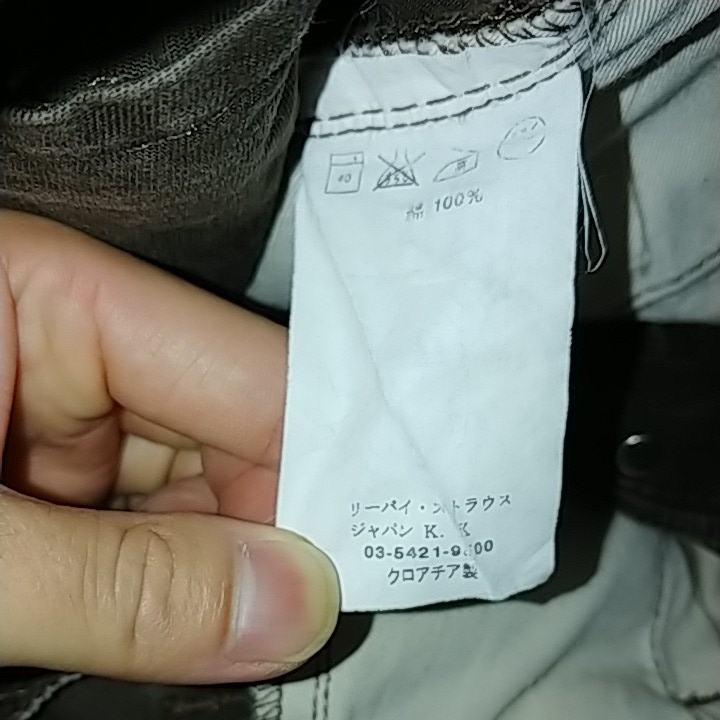 40
綿 100%
リーバイ・ストラウス
ジャパン K. K
03-5421-9
クロアチア製